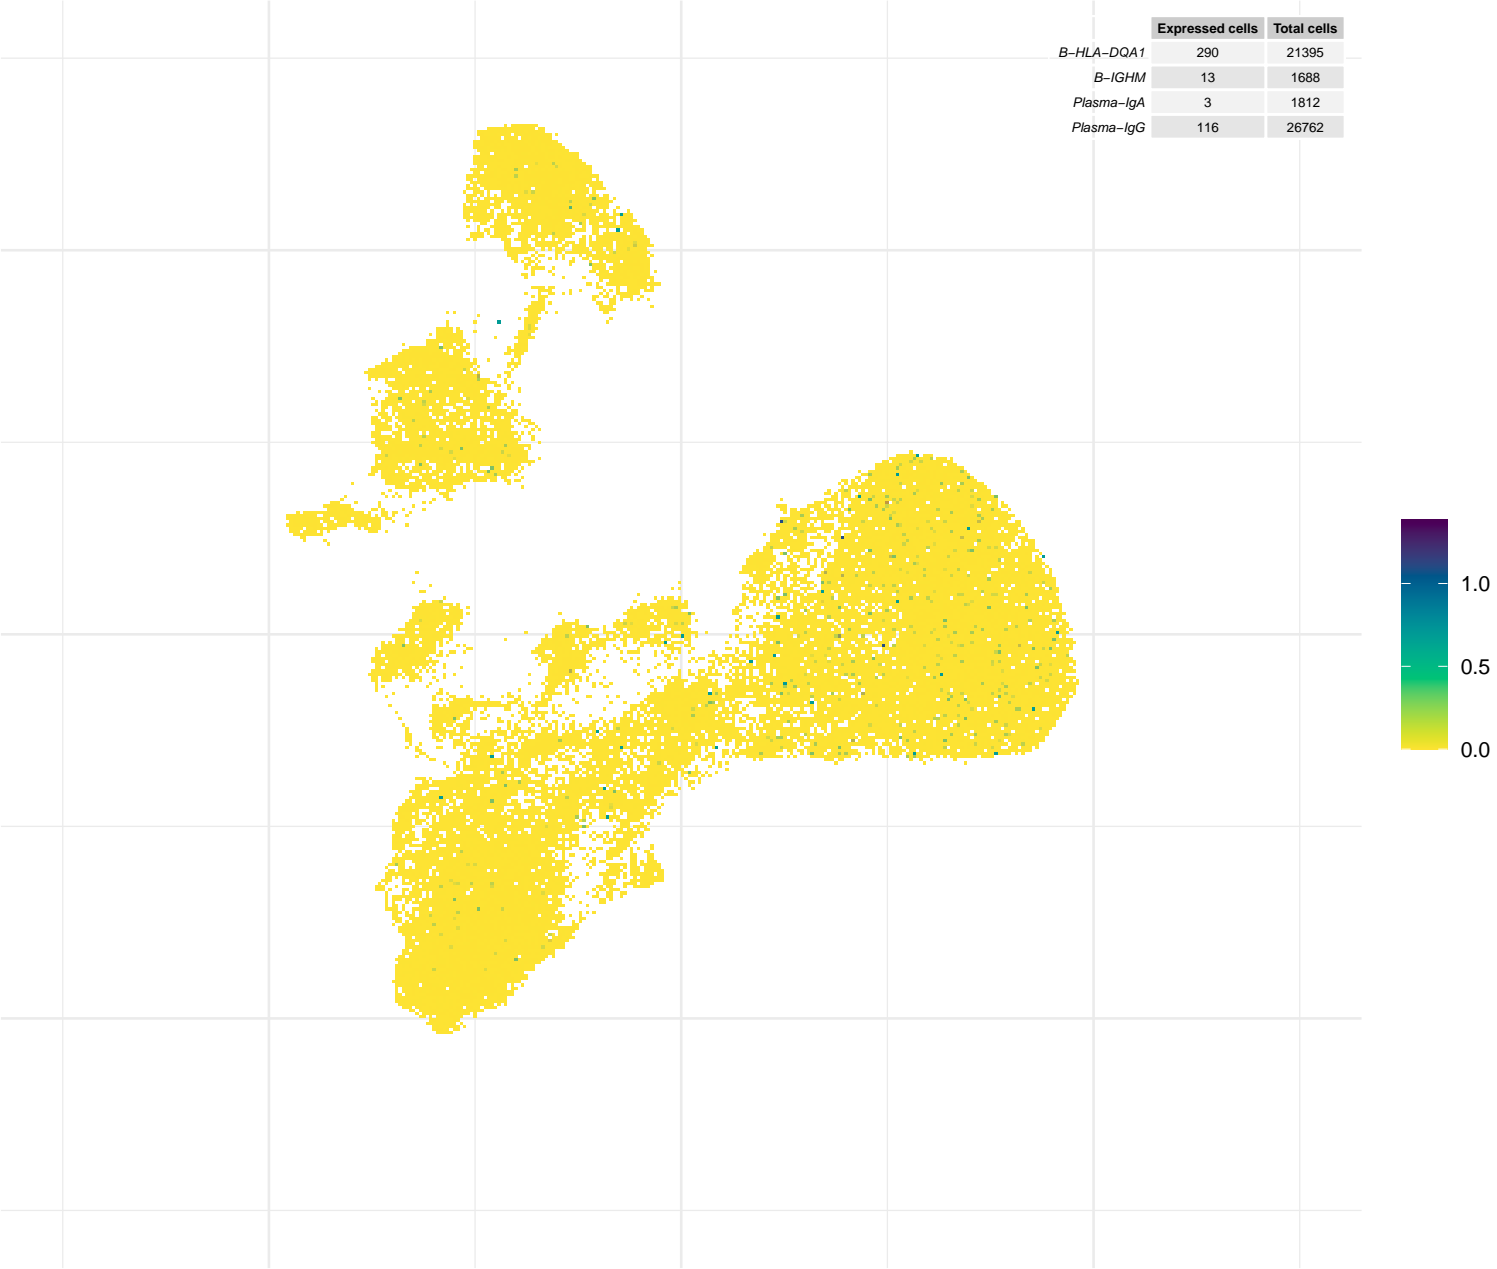 Expressed cells Total cells
B−HLA−DQA1 290 21395
B−IGHM 13 1688
Plasma−IgA 3 1812
Plasma−IgG 116 26762
1.0
0.5
0.0